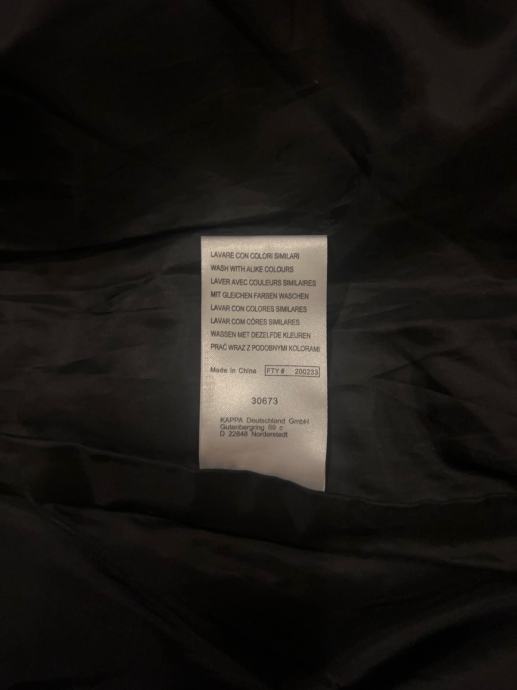 LAVARE CON COLORI SIMILARI
WASH WITH ALIKE COLOURS
LAVER AVEC COULEURS SIMILAIRES
MIT GLEICHEN FARBEN WASCHEN
LAVAR CON COLORES SIMILARES
LAVAR COM CÔRES SIMILARES
WASSEN MET DEZELFDE KLEUREN
PRAĆ WRAZ Z PODOBNYMI KOLORAMI
Made in China FTY # 200233
30673
KAPPA Deutschland GmbH
Gutenbergring 69 c
D 22848 Norderstedt